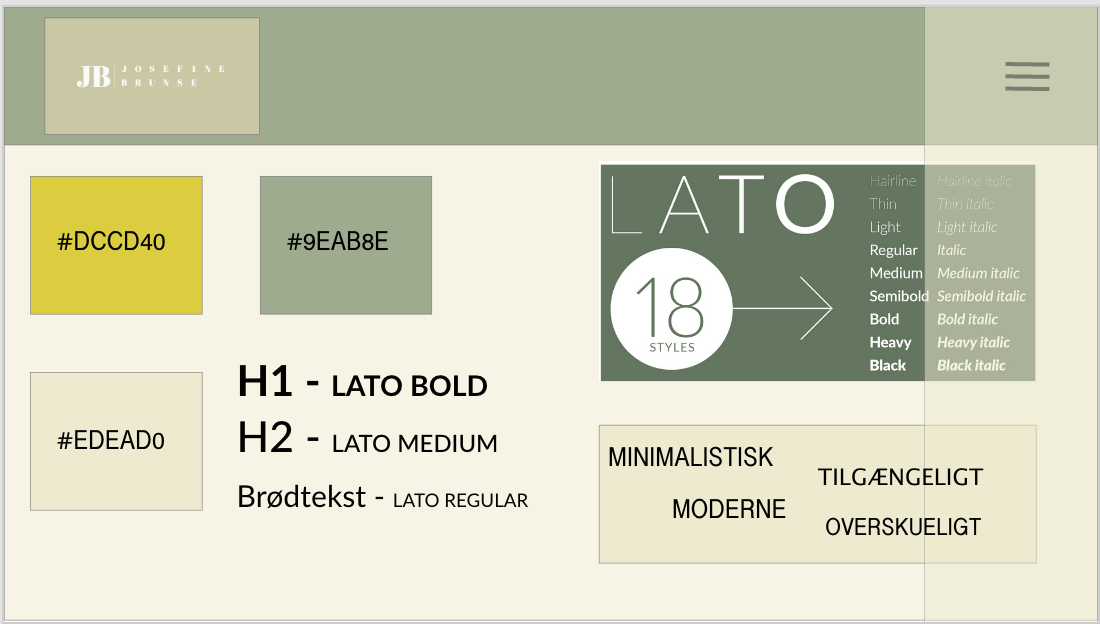 JB JOSEFINE
BRUNSE
#DCCD40
#9EAB8E
#EDEAD0
H1 - LATO BOLD
H2 - LATO MEDIUM
Brødtekst - LATO REGULAR
LATO
18
STYLES
Hairline Hairline italic
Thin Thin italic
Light Light italic
Regular Italic
Medium Medium italic
Semibold Semibold italic
Bold Bold italic
Heavy Heavy italic
Black Black italic
MINIMALISTISK
TILGÆNGELIGT
MODERNE
OVERSKUELIGT